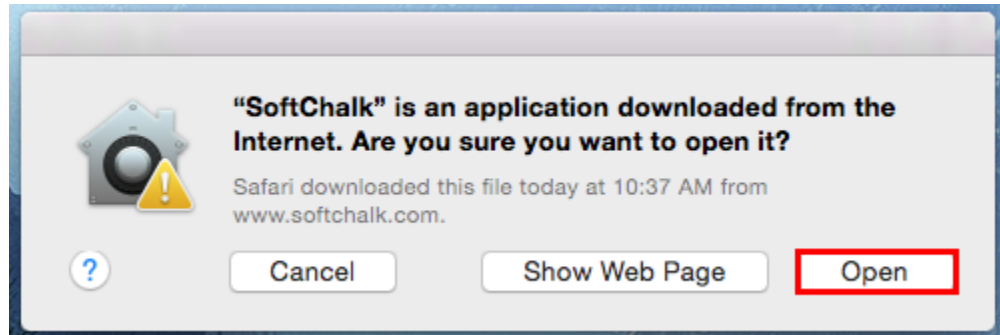 “SoftChalk” is an application downloaded from the
Internet. Are you sure you want to open it?
Safari downloaded this file today at 10:37 AM from
www.softchalk.com.
?
Cancel
Show Web Page
Open